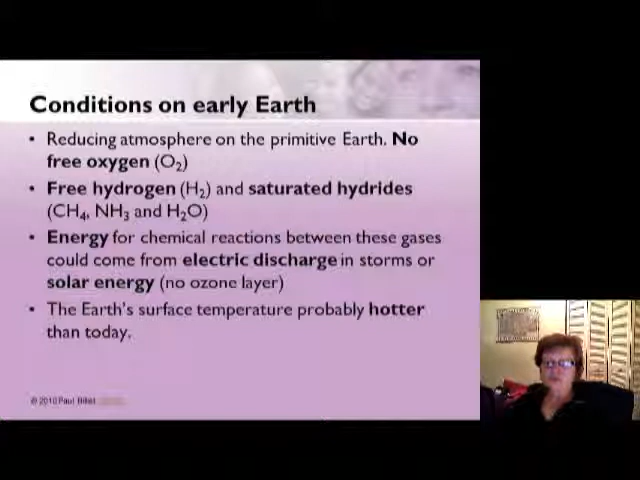 Conditions on early Earth
• Reducing atmosphere on the primitive Earth. No
free oxygen (O₂)
• Free hydrogen (H₂) and saturated hydrides
(CH₄, NH₃ and H₂O)
• Energy for chemical reactions between these gases
could come from electric discharge in storms or
solar energy (no ozone layer)
• The Earth's surface temperature probably hotter
than today.
© 2010 Paul Billet